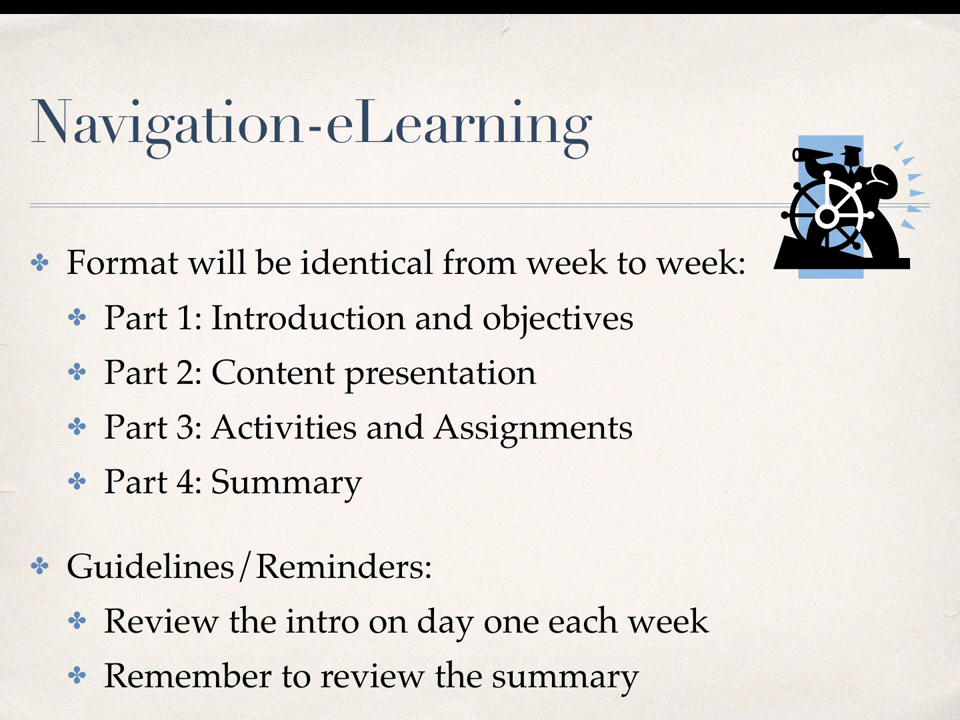 Navigation-eLearning
Format will be identical from week to week:
Part 1: Introduction and objectives
Part 2: Content presentation
Part 3: Activities and Assignments
Part 4: Summary
Guidelines/Reminders:
Review the intro on day one each week
Remember to review the summary